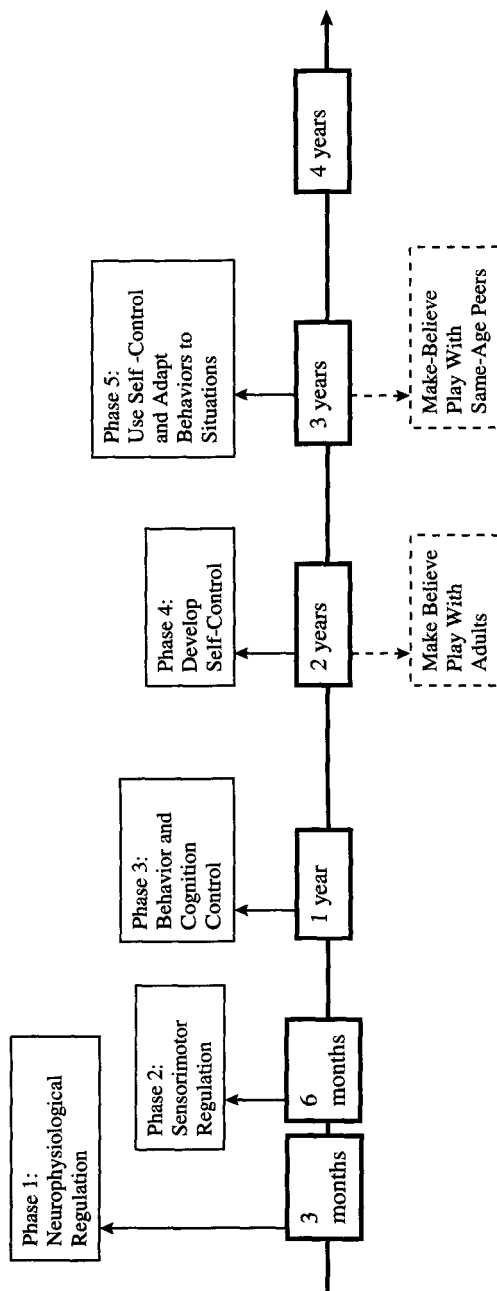 Phase 1:
Neurophysiological
Regulation
Phase 2:
Sensorimotor
Regulation
Phase 3:
Behavior and
Cognition
Control
Phase 4:
Develop
Self-Control
Phase 5:
Use Self -Control
and Adapt
Behaviors to
Situations
3
months
6
months
1 year
2 years
3 years
4 years
Make Believe
Play With
Adults
Make-Believe
Play With
Same-Age Peers